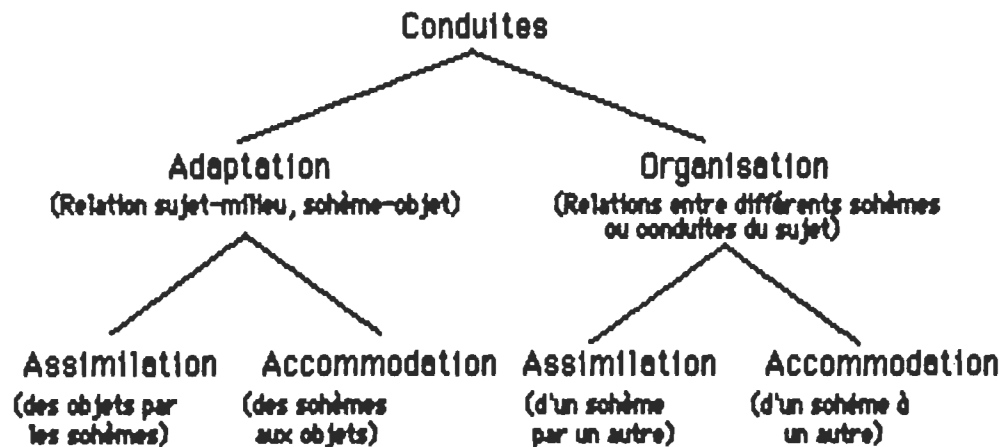 Conduites
Adaptation Organisation
(Relation sujet-milieu, schème-objet) (Relations entre différents schèmes
ou conduites du sujet)
Assimilation Accommodation Assimilation Accommodation
(des objets par (des schèmes (d'un schème (d'un schème à
les schèmes) aux objets) par un autre) un autre)